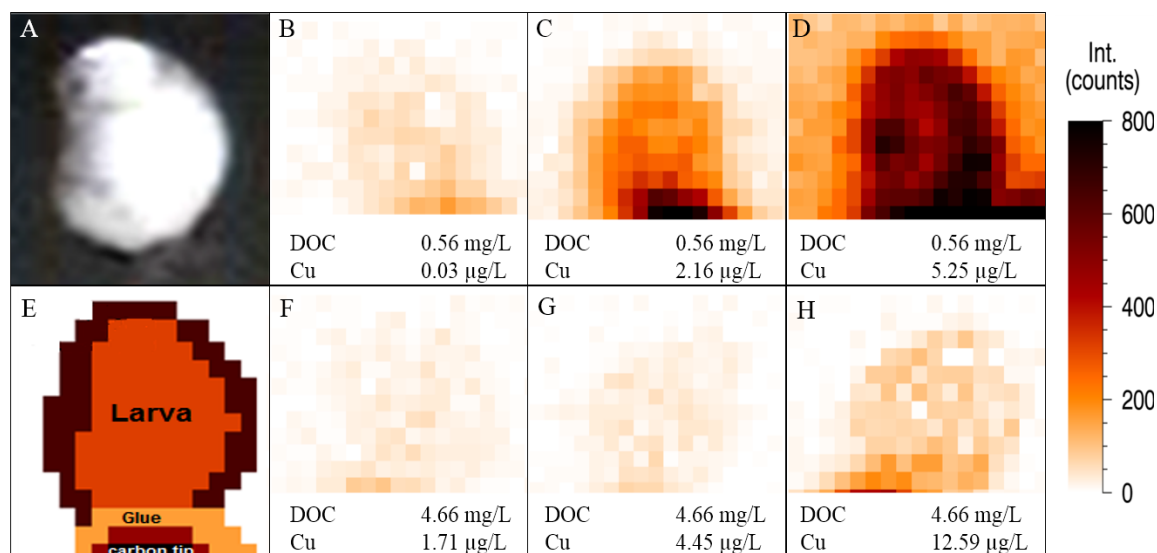 A
B
C
D
Int.
(counts)
800
600
400
200
0
DOC 0.56 mg/L
Cu 0.03 µg/L
DOC 0.56 mg/L
Cu 2.16 µg/L
DOC 0.56 mg/L
Cu 5.25 µg/L
E
Larva
Glue
carbon tip
F
G
H
DOC 4.66 mg/L
Cu 1.71 µg/L
DOC 4.66 mg/L
Cu 4.45 µg/L
DOC 4.66 mg/L
Cu 12.59 µg/L